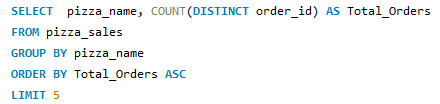 SELECT  pizza_name, COUNT(DISTINCT order_id) AS Total_Orders
FROM pizza_sales
GROUP BY pizza_name
ORDER BY Total_Orders ASC
LIMIT 5